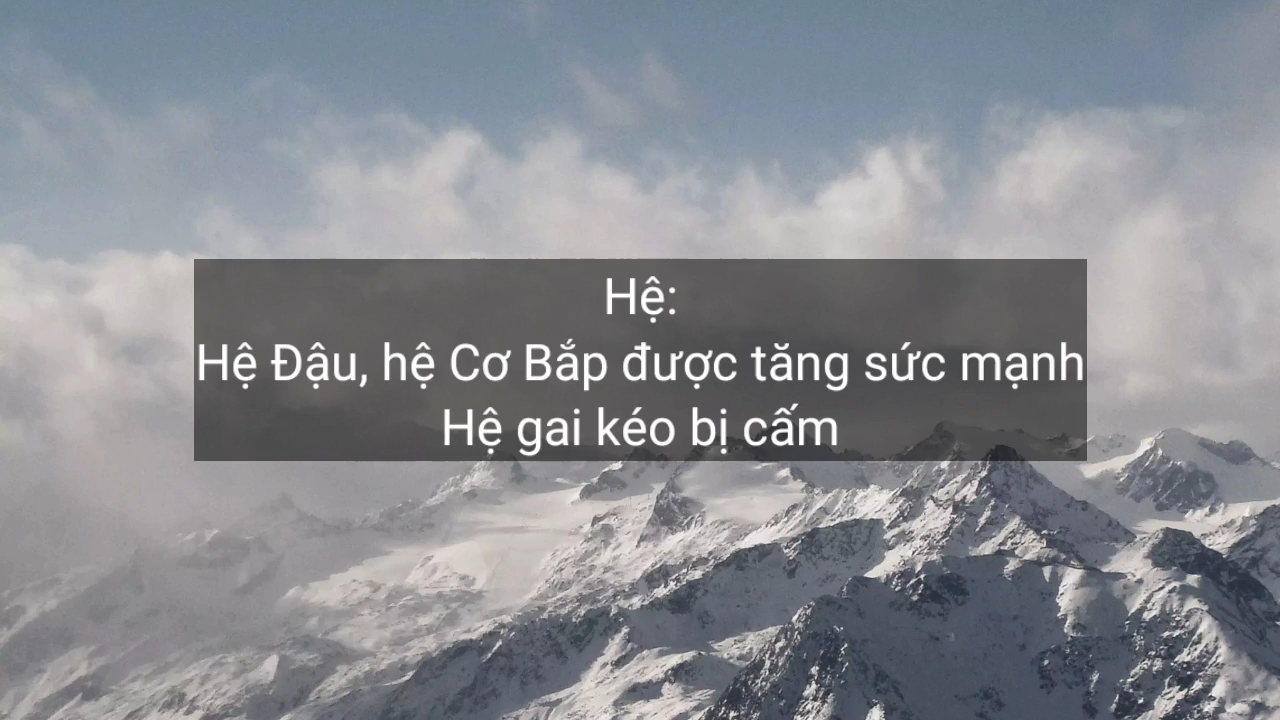 Hệ:
Hệ Đậu, hệ Cơ Bắp được tăng sức mạnh
Hệ gai kéo bị cấm